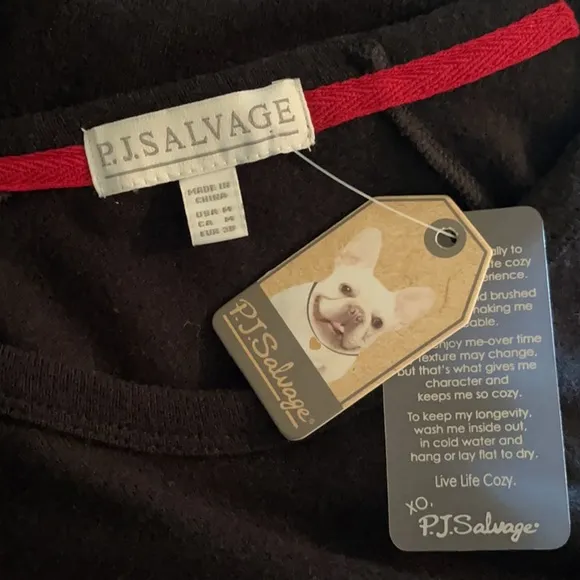 P.J.SALVAGE
MADE IN
CHINA
USA M
CA M
P.J.Salvage
ally to
te cozy
erience.
d brushed
making me
able.
enjoy me-over time
texture may change,
but that's what gives me
character and
keeps me so cozy.
To keep my longevity,
wash me inside out,
in cold water and
hang or lay flat to dry.
Live Life Cozy.
XO,
P.J.Salvage